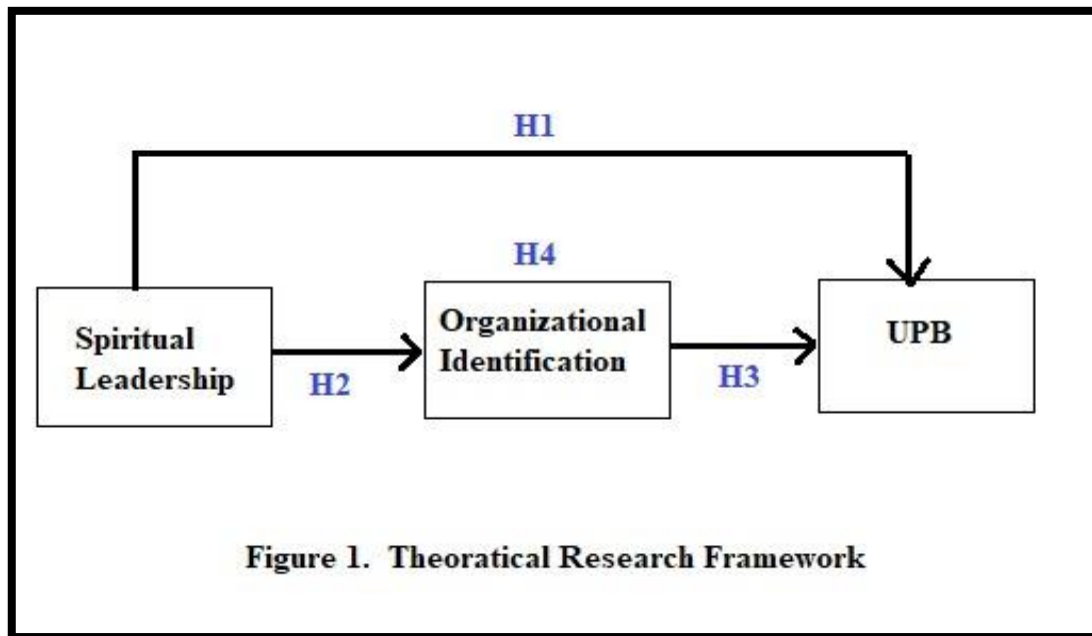 H1
H4
Spiritual
Leadership
H2
Organizational
Identification
H3
UPB
Figure 1. Theoratical Research Framework